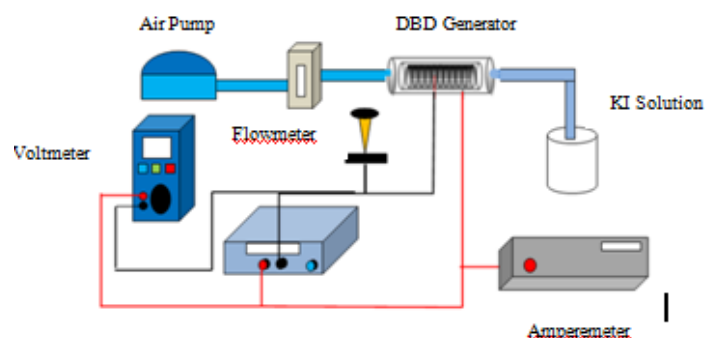 Air Pump
DBD Generator
KI Solution
Flowmeter
Voltmeter
Amperemeter